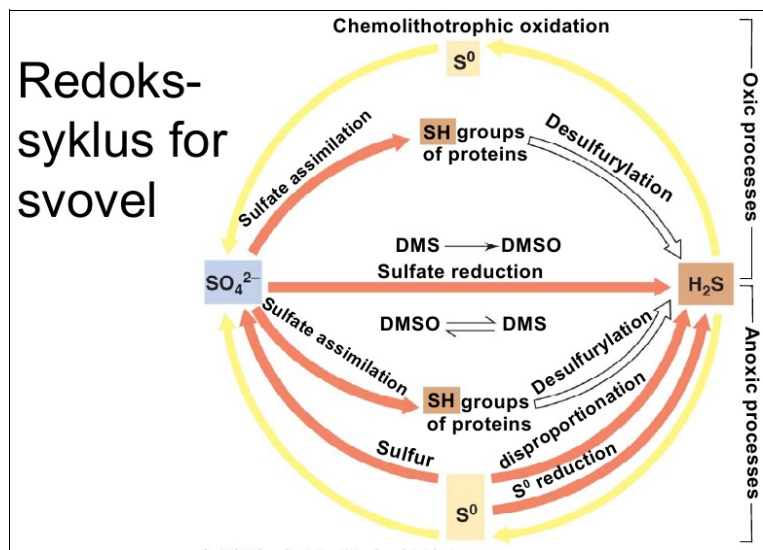 Redoks-
syklus for
svovel
Chemolithotrophic oxidation
S⁰
Sulfate assimilation
SH groups
of proteins
Desulfurylation
Oxic processes
DMS → DMSO
Sulfate reduction
SO₄²⁻
H₂S
DMSO ⇌ DMS
Sulfate assimilation
Desulfurylation
SH groups
of proteins
Anoxic processes
Sulfur
disproportionation
S⁰ reduction
S⁰